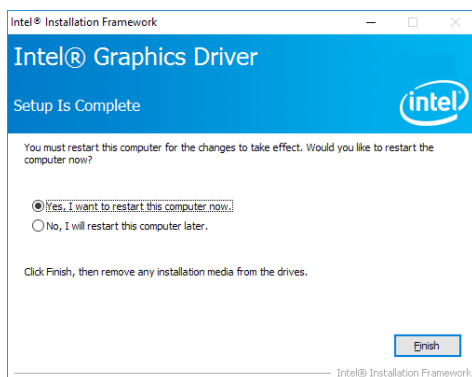 Intel® Installation Framework
Intel® Graphics Driver
Setup Is Complete
intel
You must restart this computer for the changes to take effect. Would you like to restart the
computer now?
Yes, I want to restart this computer now.
No, I will restart this computer later.
Click Finish, then remove any installation media from the drives.
Finish
Intel® Installation Framework